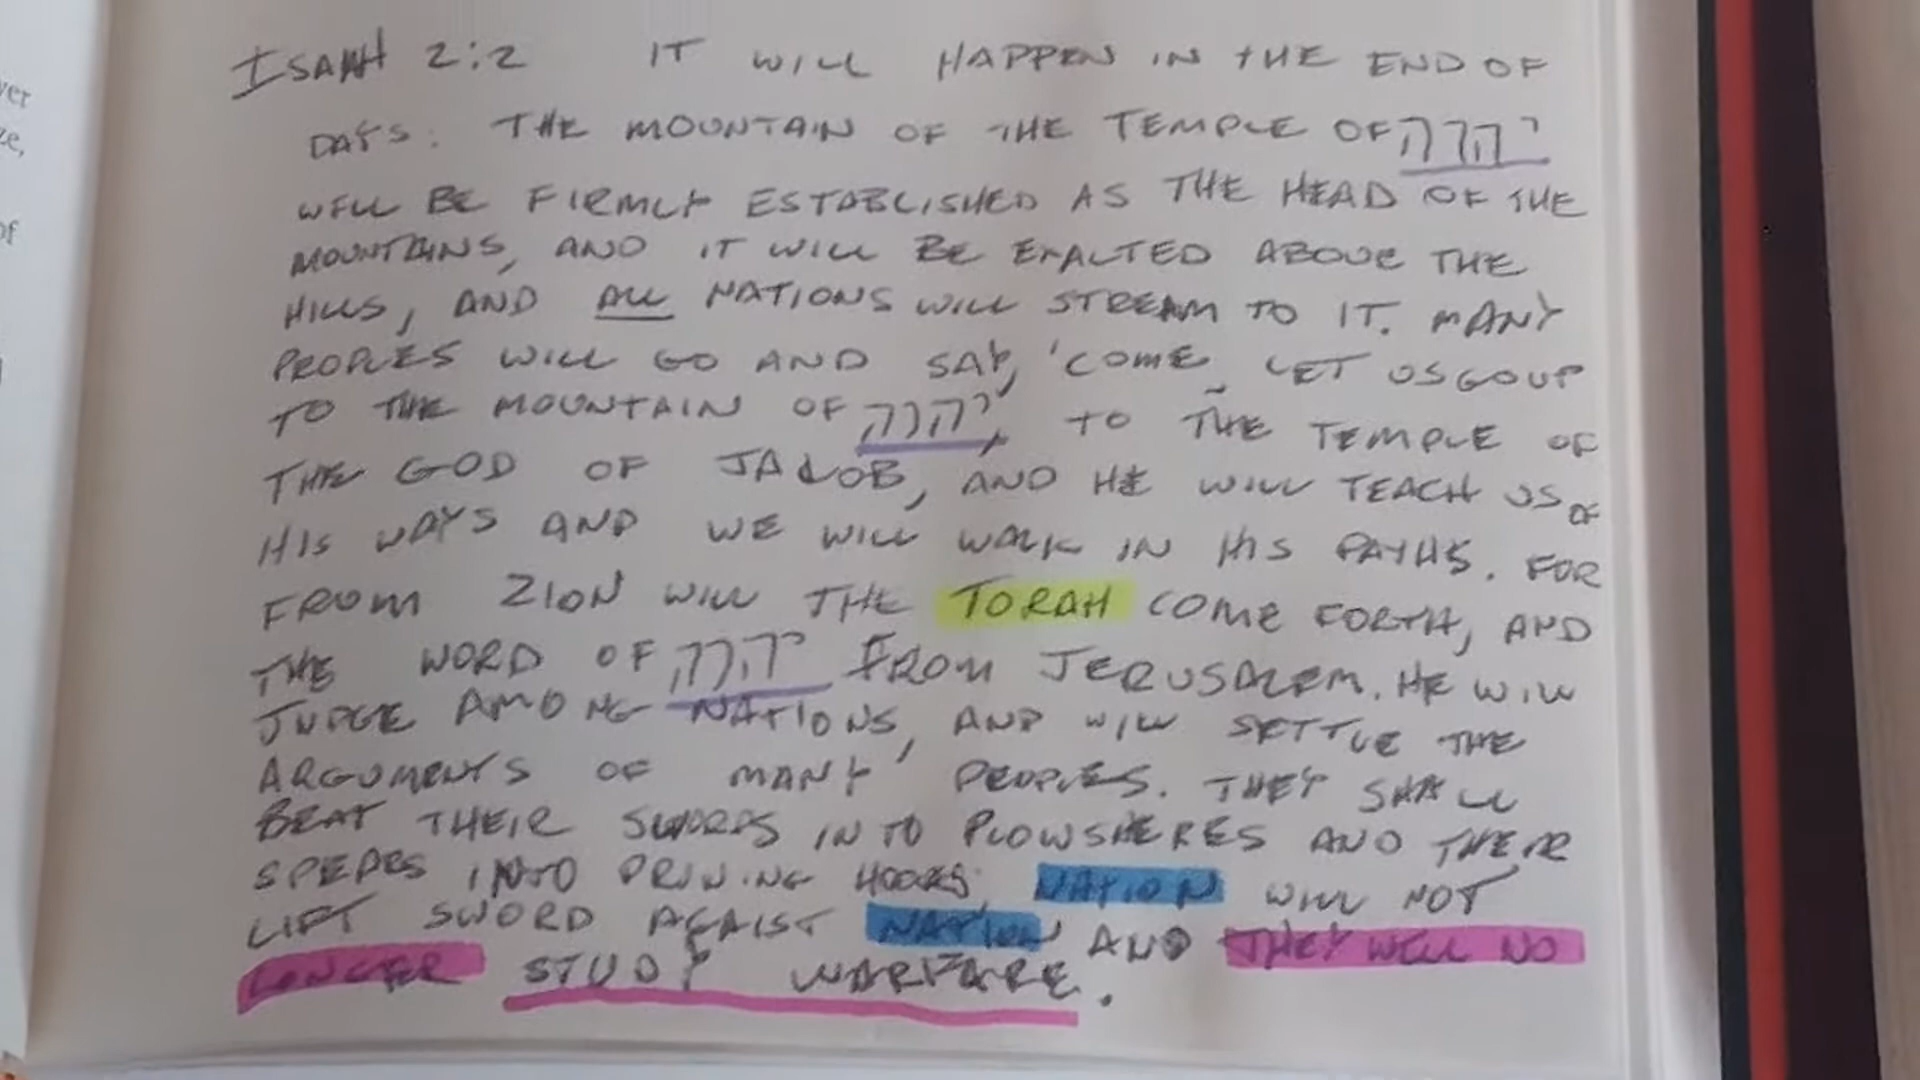 ver
ze,
of
ISAIAH 2:2 IT WILL HAPPEN IN THE END OF
DAYS: THE MOUNTAIN OF THE TEMPLE OF יהוה
WILL BE FIRMLY ESTABLISHED AS THE HEAD OF THE
MOUNTAINS, AND IT WILL BE EXALTED ABOVE THE
HILLS, AND ALL NATIONS WILL STREAM TO IT. MANY
PEOPLES WILL GO AND SAY, 'COME, LET US GO UP
TO THE MOUNTAIN OF יהוה, TO THE TEMPLE OF
THE GOD OF JACOB, AND HE WILL TEACH US OF
HIS WAYS AND WE WILL WALK IN HIS PATHS. FOR
FROM ZION WILL THE TORAH COME FORTH, AND
THE WORD OF יהוה FROM JERUSALEM. HE WILL
JUDGE AMONG NATIONS, AND WILL SETTLE THE
ARGUMENTS OF MANY PEOPLES. THEY SHALL
BEAT THEIR SWORDS INTO PLOWSHERES AND THEIR
SPEARS INTO PRUNING HOOKS, NATION WILL NOT
LIFT SWORD AGAIST NATION AND THEY WILL NO
LONGER STUDY WARFARE.